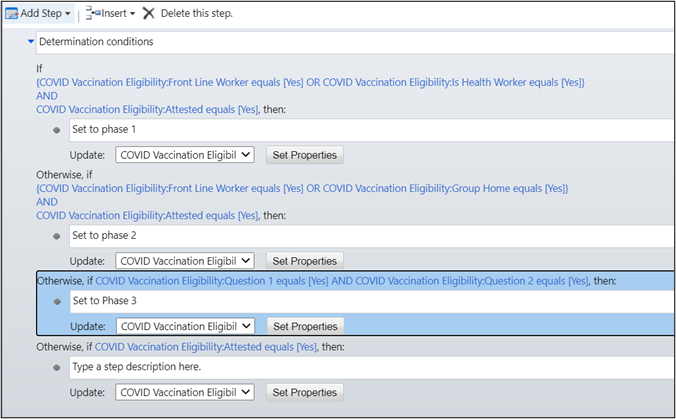 Add Step Insert Delete this step.
Determination conditions
If
{COVID Vaccination Eligibility:Front Line Worker equals [Yes] OR COVID Vaccination Eligibility:Is Health Worker equals [Yes]}
AND
COVID Vaccination Eligibility:Attested equals [Yes], then:
Set to phase 1
Update: COVID Vaccination Eligibil Set Properties
Otherwise, if
{COVID Vaccination Eligibility:Front Line Worker equals [Yes] OR COVID Vaccination Eligibility:Group Home equals [Yes]}
AND
COVID Vaccination Eligibility:Attested equals [Yes], then:
Set to phase 2
Update: COVID Vaccination Eligibil Set Properties
Otherwise, if COVID Vaccination Eligibility:Question 1 equals [Yes] AND COVID Vaccination Eligibility:Question 2 equals [Yes], then:
Set to Phase 3
Update: COVID Vaccination Eligibil Set Properties
Otherwise, if COVID Vaccination Eligibility:Attested equals [Yes], then:
Type a step description here.
Update: COVID Vaccination Eligibil Set Properties